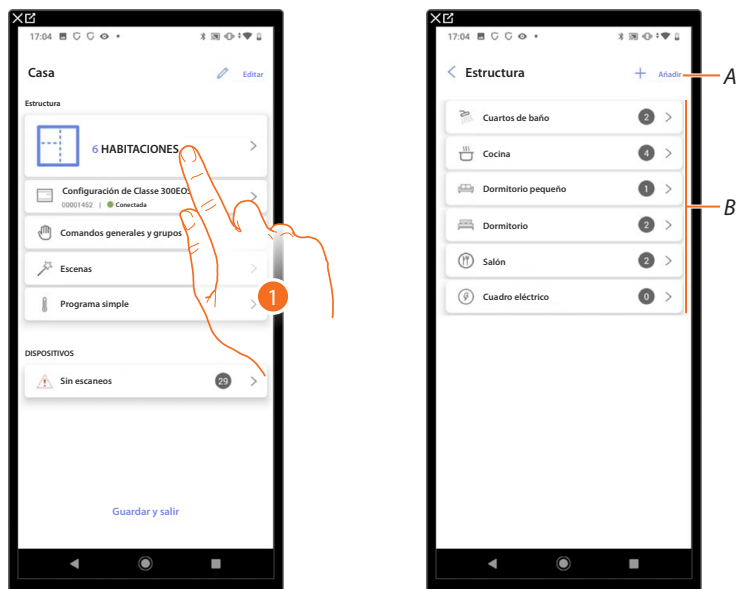 17:04
Casa
Editar
Estructura
6 HABITACIONES
Configuración de Classe 300EOS
00001452 | Conectada
Comandos generales y grupos
Escenas
Programa simple
1
DISPOSITIVOS
Sin escaneos
29
Guardar y salir
17:04
Estructura
Añadir
A
Cuartos de baño
2
Cocina
4
Dormitorio pequeño
1
Dormitorio
2
Salón
2
Cuadro eléctrico
0
B